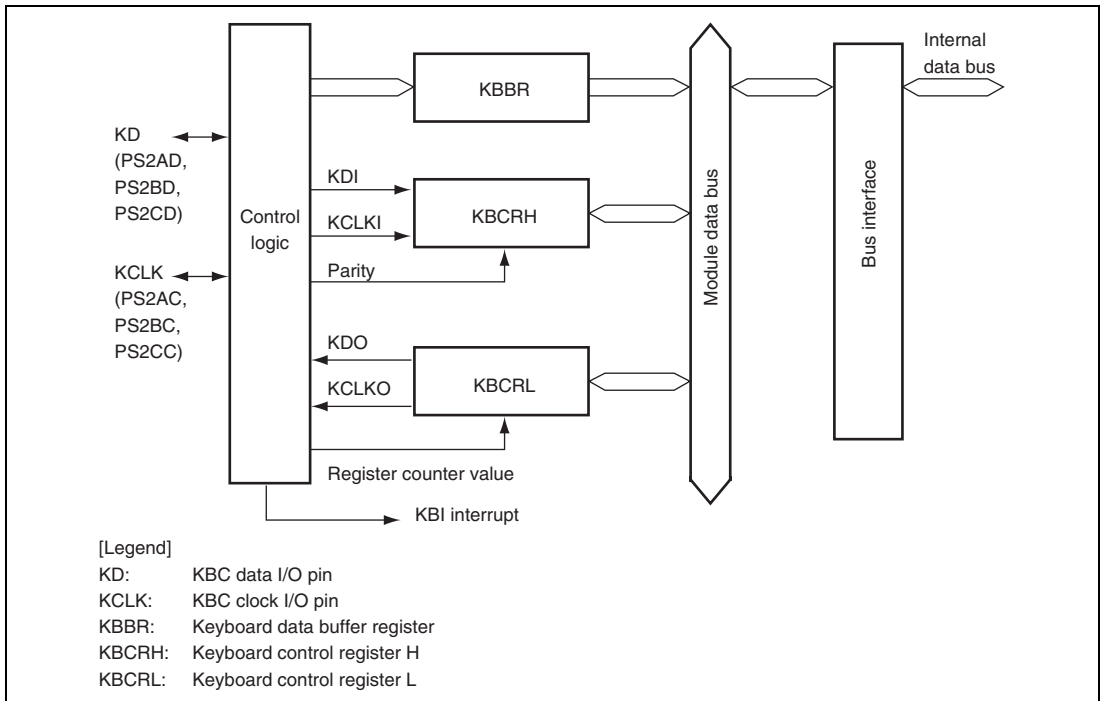 Internal
data bus
KBBR
KD
(PS2AD,
PS2BD,
PS2CD)
KDI
KCLKI
KBCRH
Control
logic
Parity
KCLK
(PS2AC,
PS2BC,
PS2CC)
KDO
KCLKO
KBCRL
Register counter value
KBI interrupt
Module data bus
Bus interface
[Legend]
KD: KBC data I/O pin
KCLK: KBC clock I/O pin
KBBR: Keyboard data buffer register
KBCRH: Keyboard control register H
KBCRL: Keyboard control register L